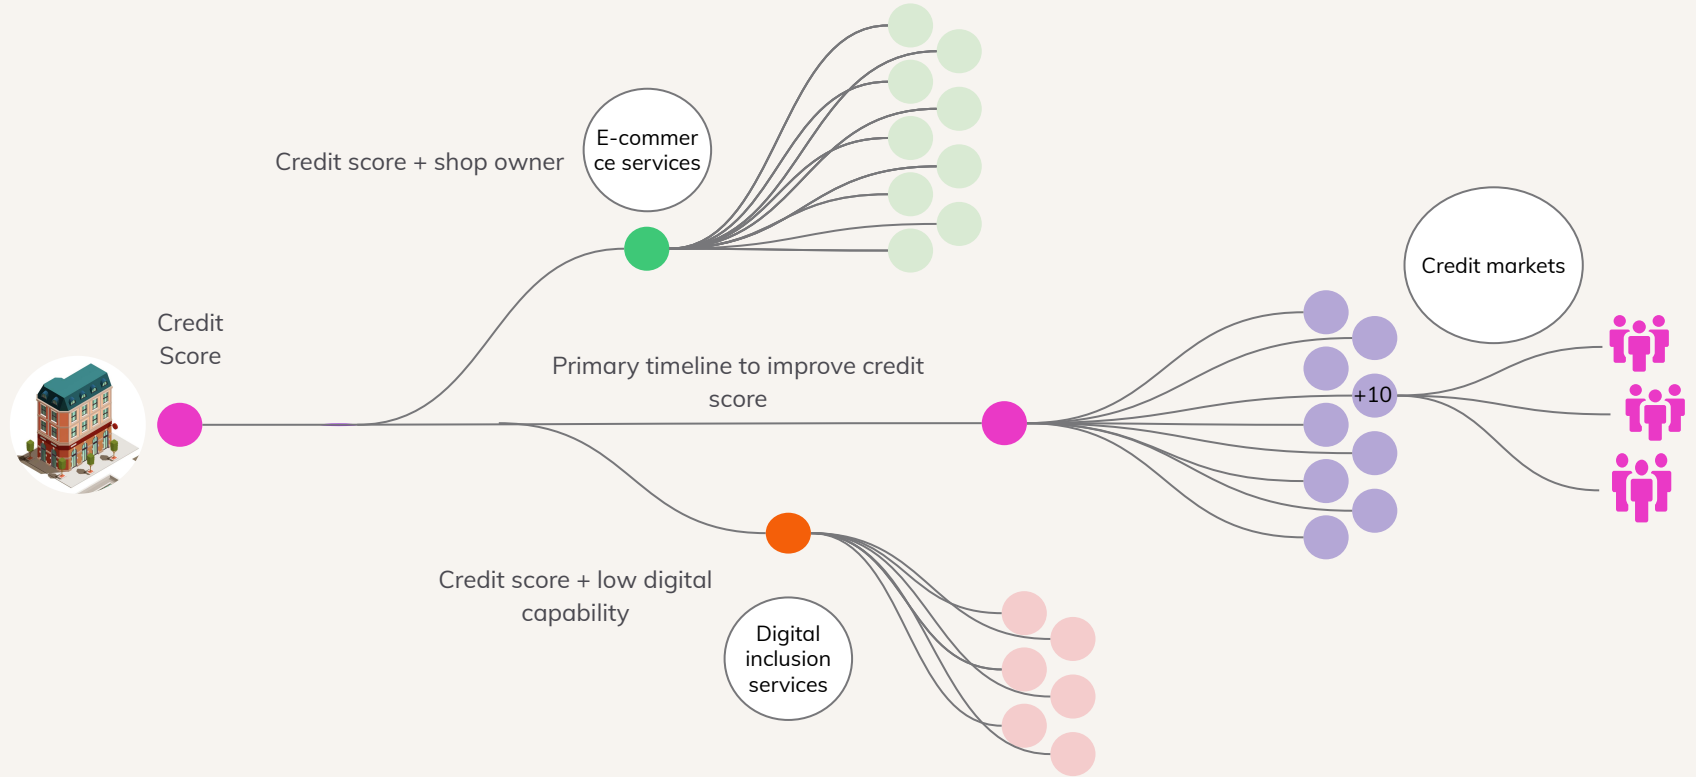 E-commer
ce services
Credit score + shop owner
Credit markets
Credit
Score
Primary timeline to improve credit
score
+10
Credit score + low digital
capability
Digital
inclusion
services